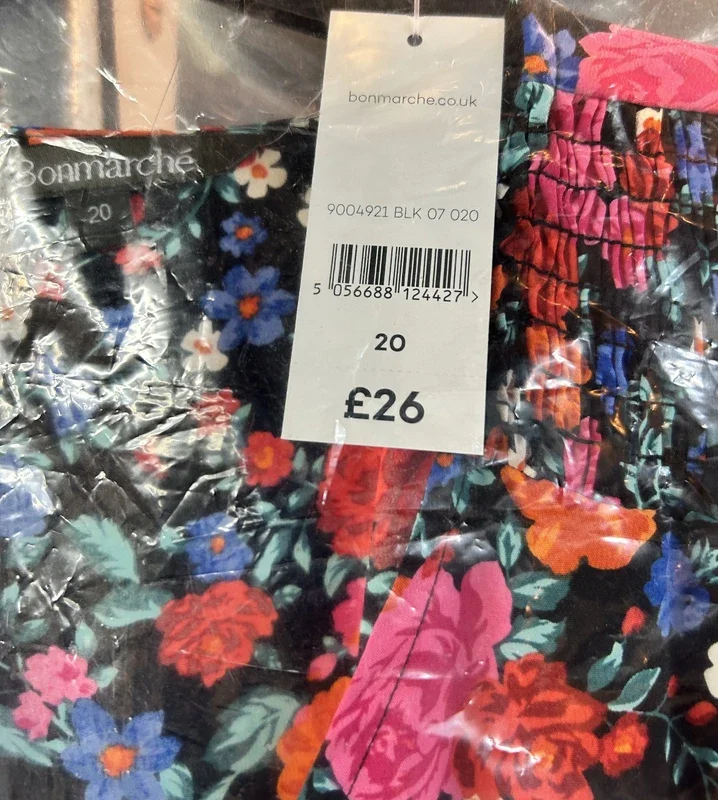 bonmarche.co.uk
Bonmarché
20
9004921 BLK 07 020
5 056688 124427 >
20
£26